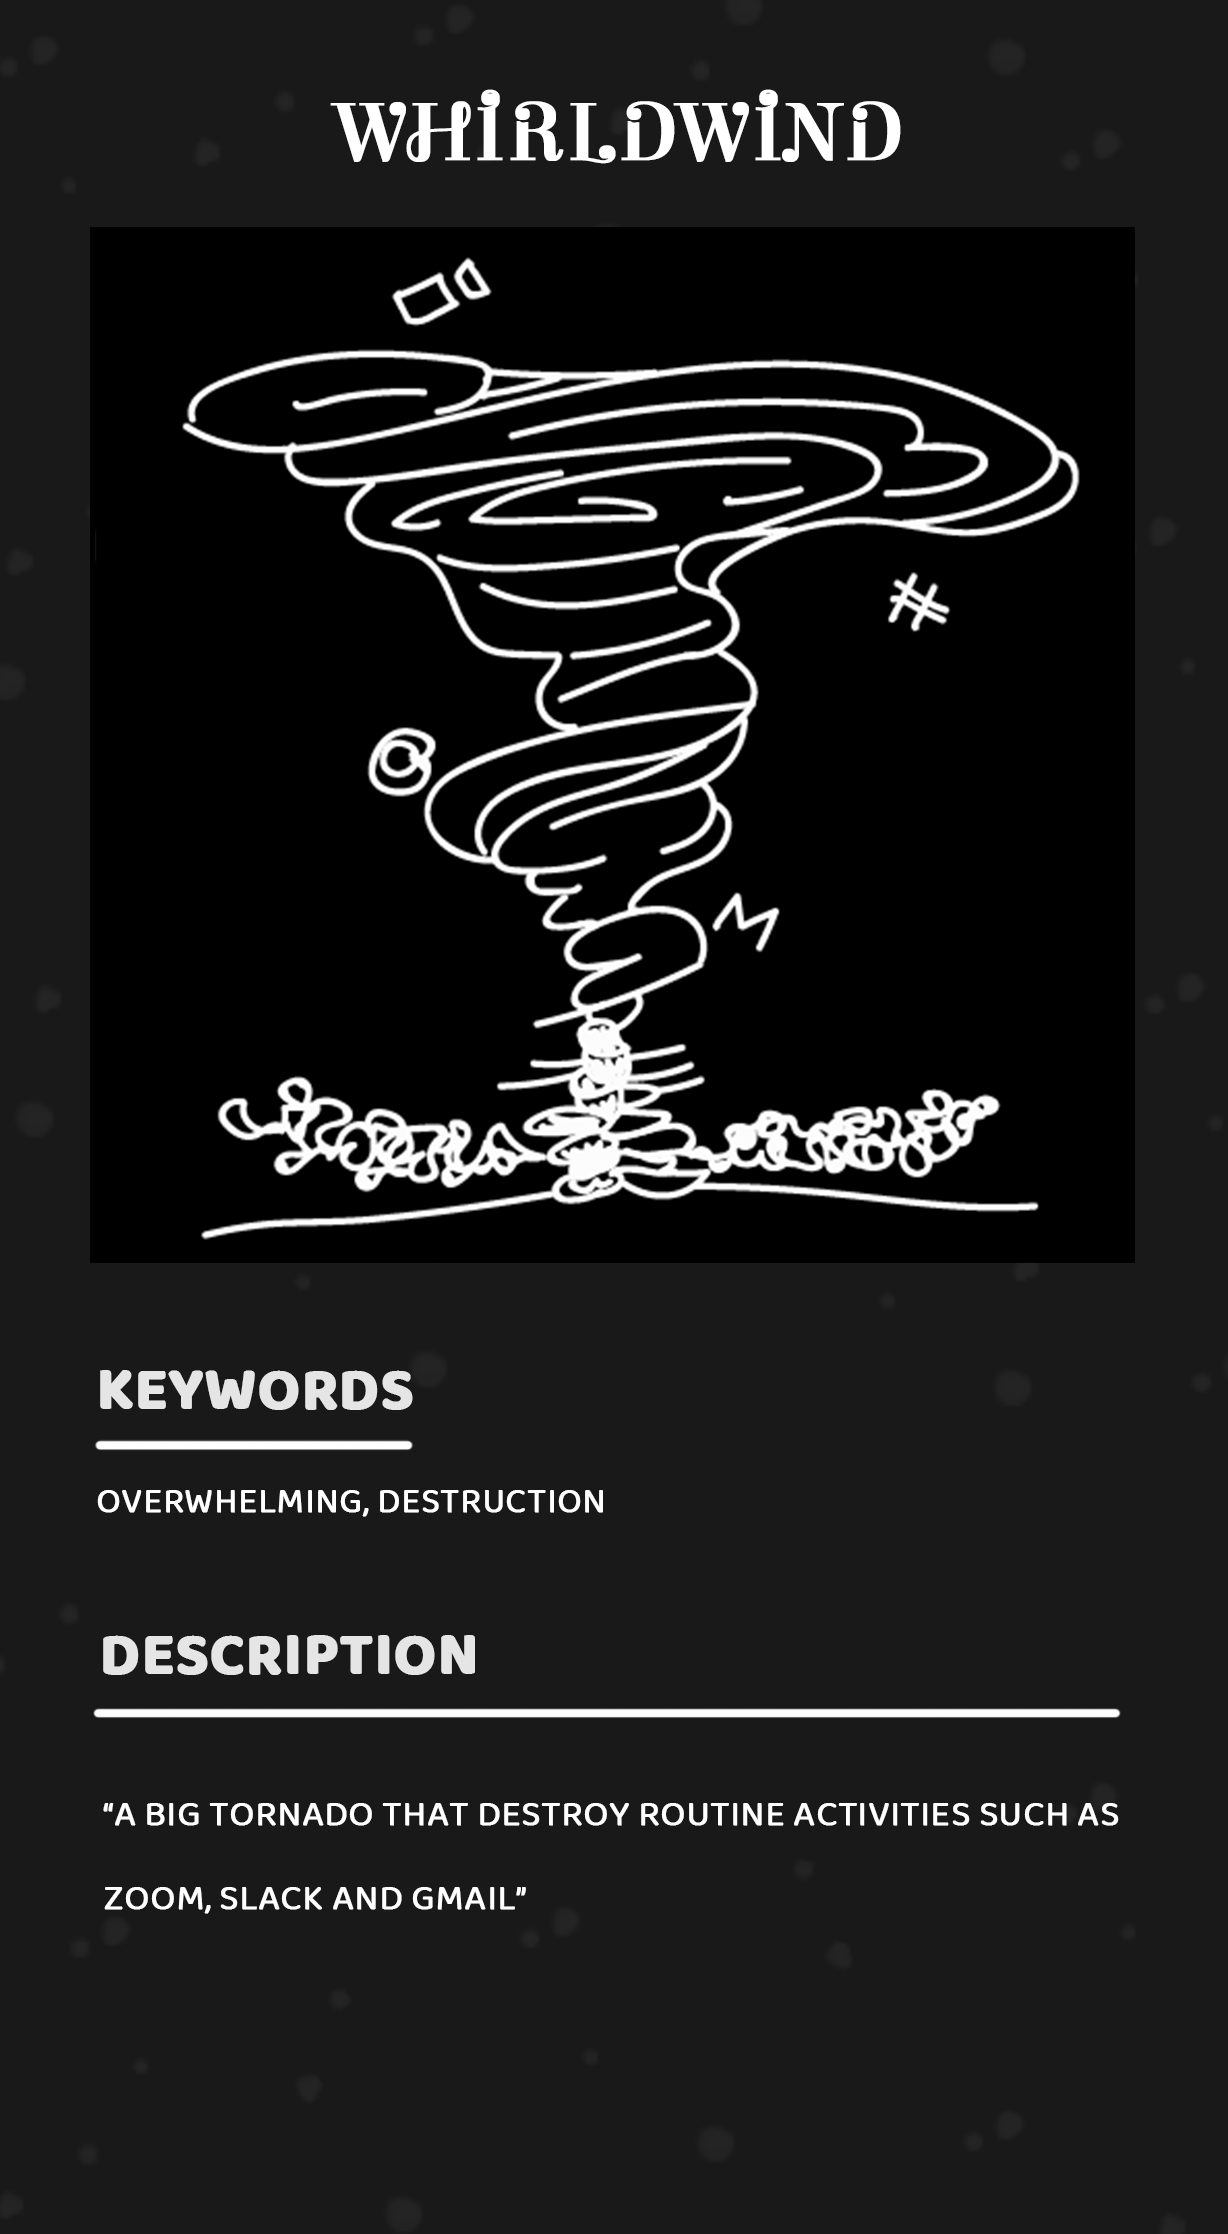 WHiRLDWiND
#
@
M
KEYWORDS
OVERWHELMING, DESTRUCTION
DESCRIPTION
“A BIG TORNADO THAT DESTROY ROUTINE ACTIVITIES SUCH AS
ZOOM, SLACK AND GMAIL”